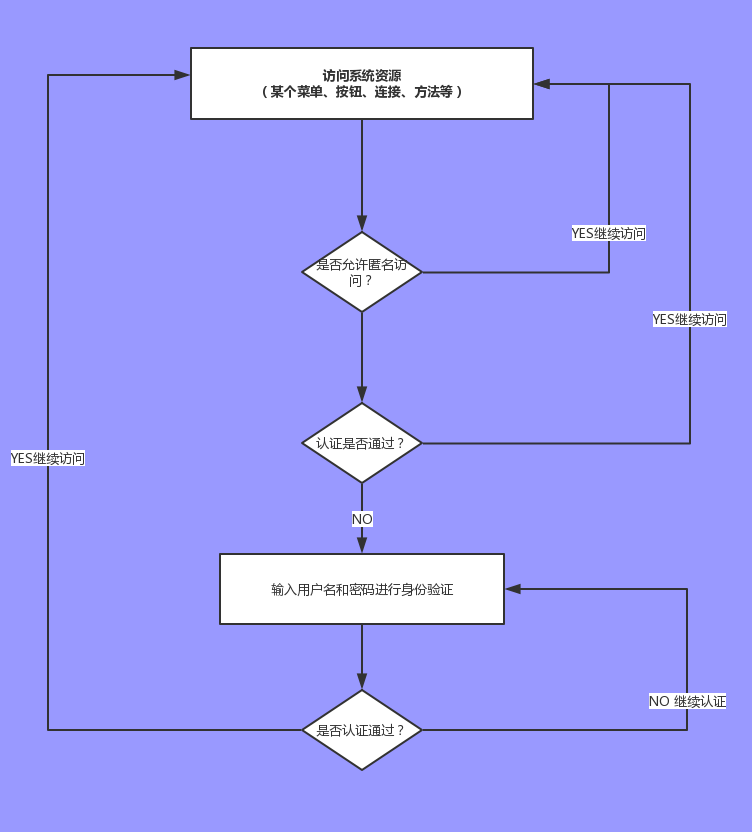 访问系统资源
（某个菜单、按钮、连接、方法等）
YES继续访问
是否允许匿名访
问？
YES继续访问
认证是否通过？
YES继续访问
NO
输入用户名和密码进行身份验证
NO 继续认证
是否认证通过？